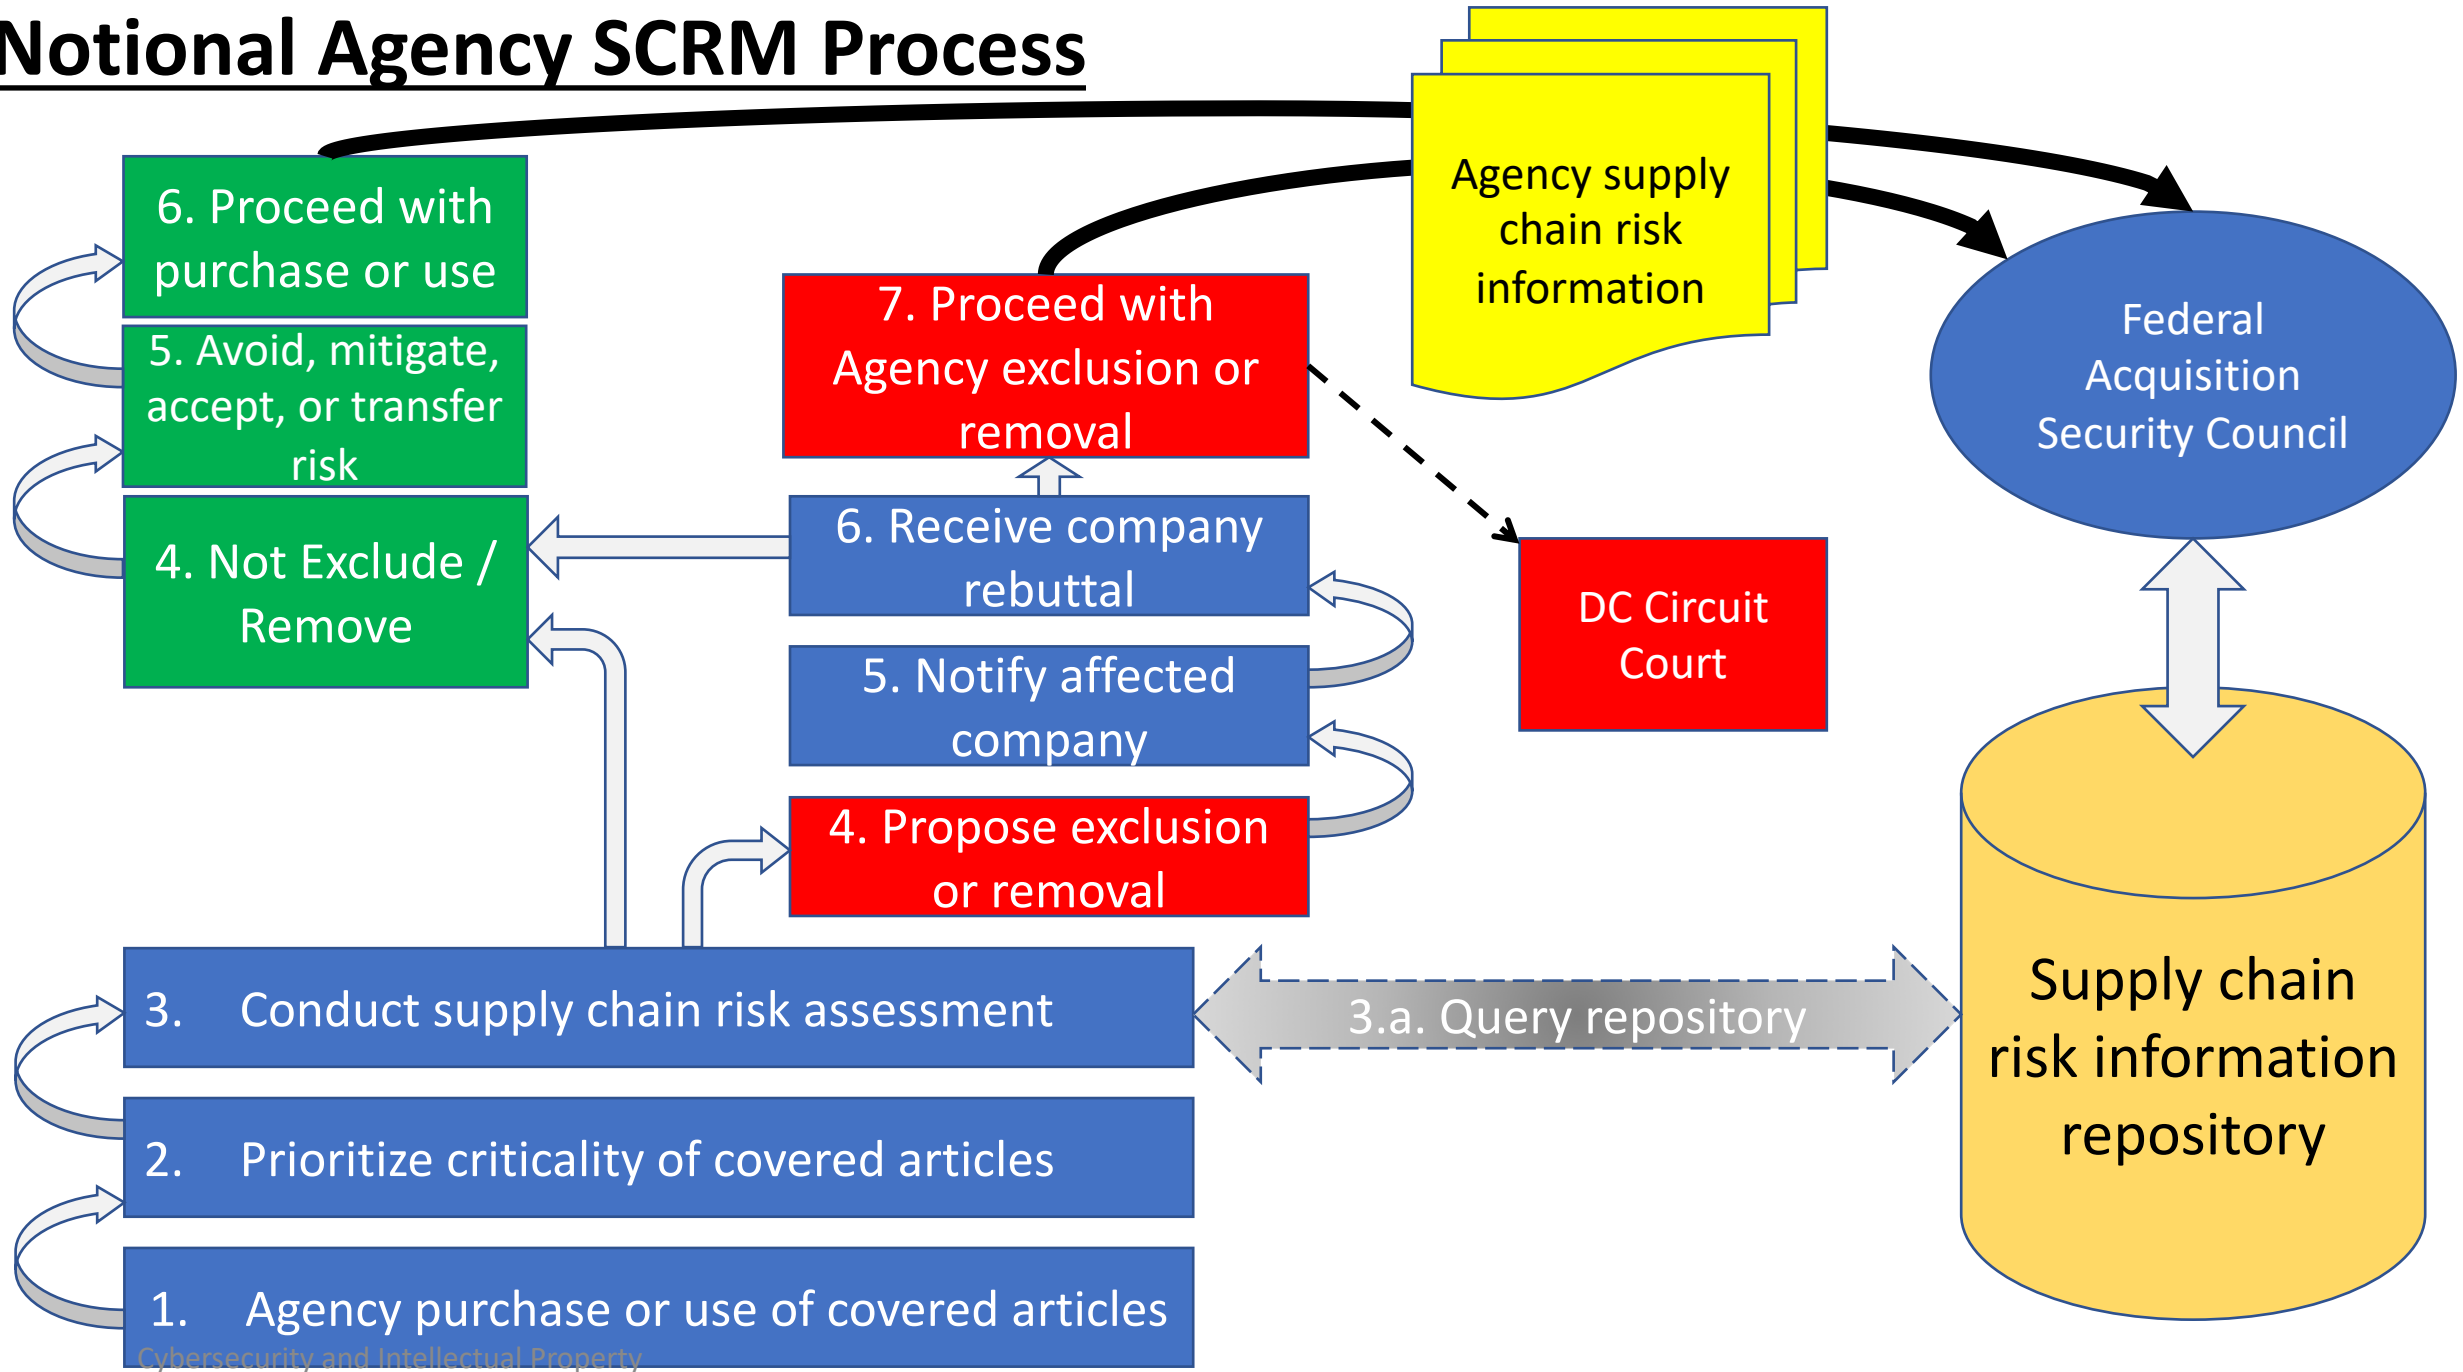 Notional Agency SCRM Process
Agency supply
chain risk
information
6. Proceed with
purchase or use
5. Avoid, mitigate,
accept, or transfer
risk
4. Not Exclude /
Remove
7. Proceed with
Agency exclusion or
removal
6. Receive company
rebuttal
5. Notify affected
company
4. Propose exclusion
or removal
DC Circuit
Court
Federal
Acquisition
Security Council
3. Conduct supply chain risk assessment
3.a. Query repository
Supply chain
risk information
repository
2. Prioritize criticality of covered articles
1. Agency purchase or use of covered articles
Cybersecurity and Intellectual Property